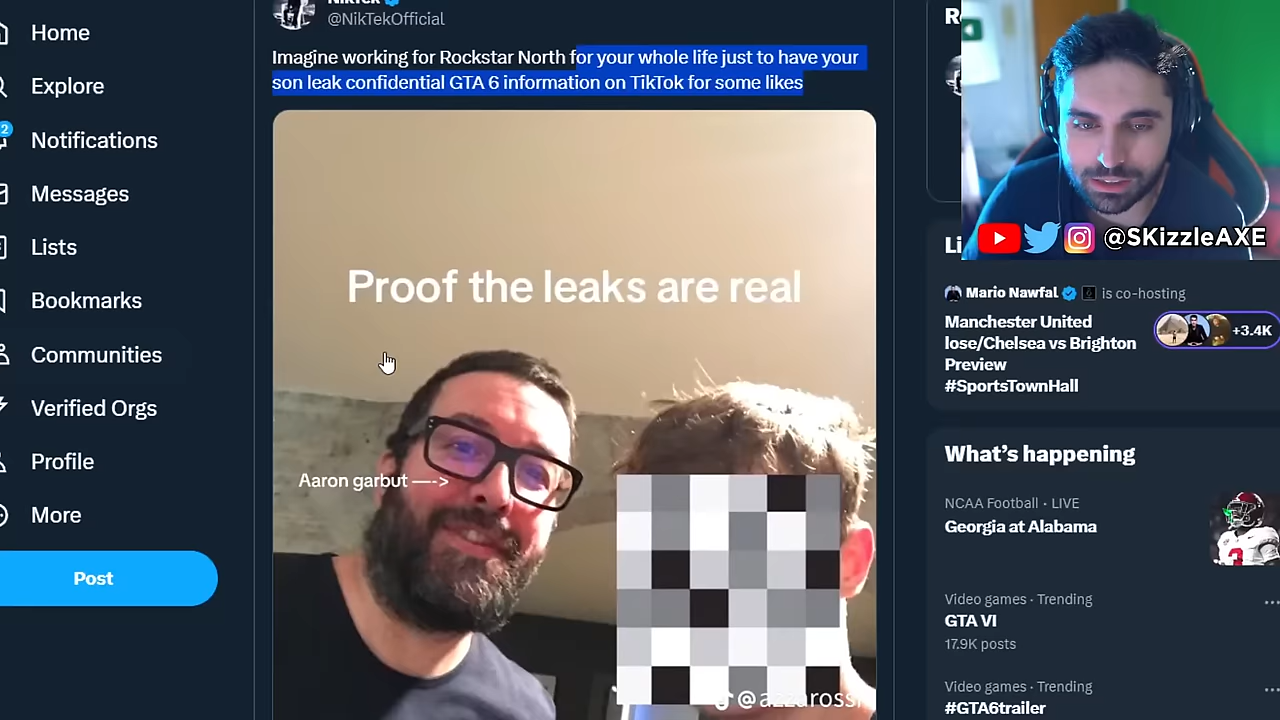 Home
Explore
2
Notifications
Messages
Lists
Bookmarks
Communities
Verified Orgs
Profile
More
Post
@NikTekOfficial
Imagine working for Rockstar North for your whole life just to have your
son leak confidential GTA 6 information on TikTok for some likes
Proof the leaks are real
Aaron garbut —->
@azzarossi
@SKizzleAXE
Mario Nawfal is co-hosting
Manchester United
lose/Chelsea vs Brighton
Preview
#SportsTownHall
+3.4K
What's happening
NCAA Football · LIVE
Georgia at Alabama
Video games · Trending
GTA VI
17.9K posts
Video games · Trending
#GTA6trailer